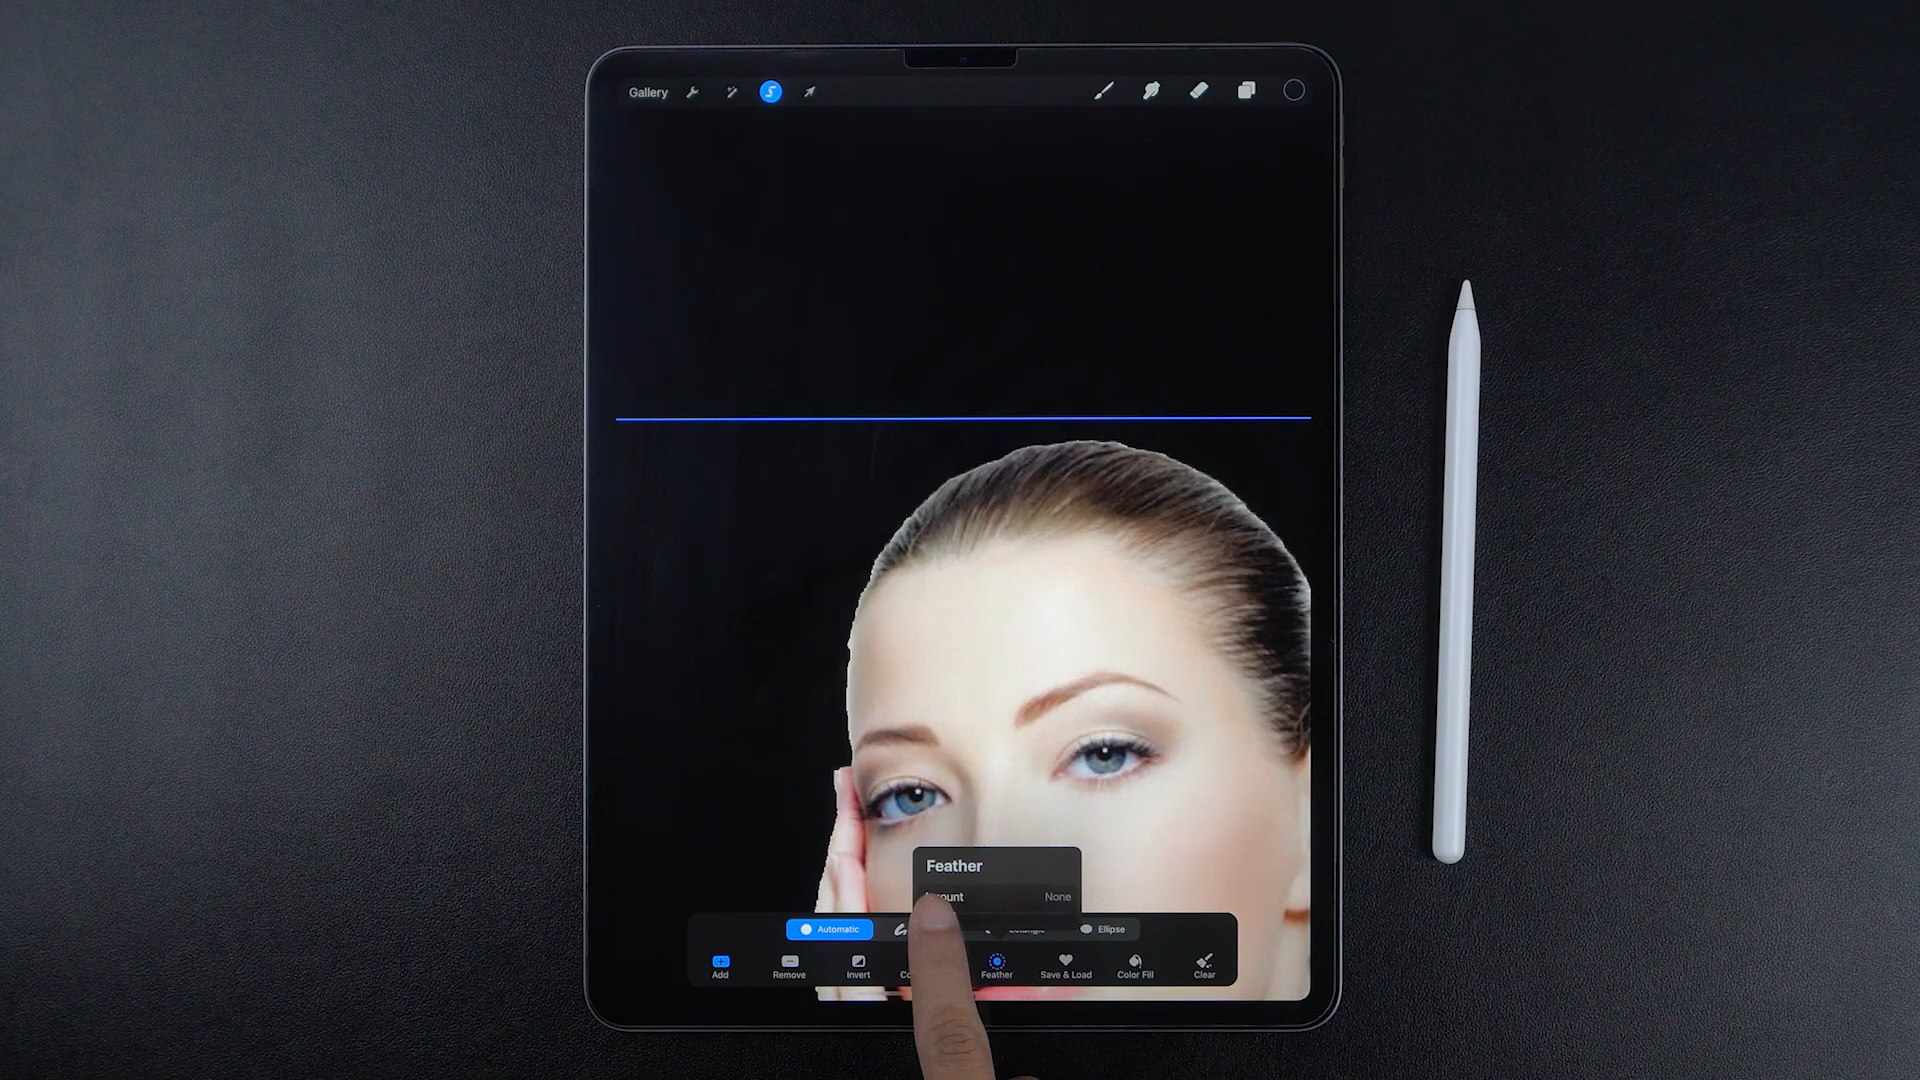 Gallery
Feather
None
Automatic
Ellipse
Add
Remove
Invert
Feather
Save & Load
Color Fill
Clear